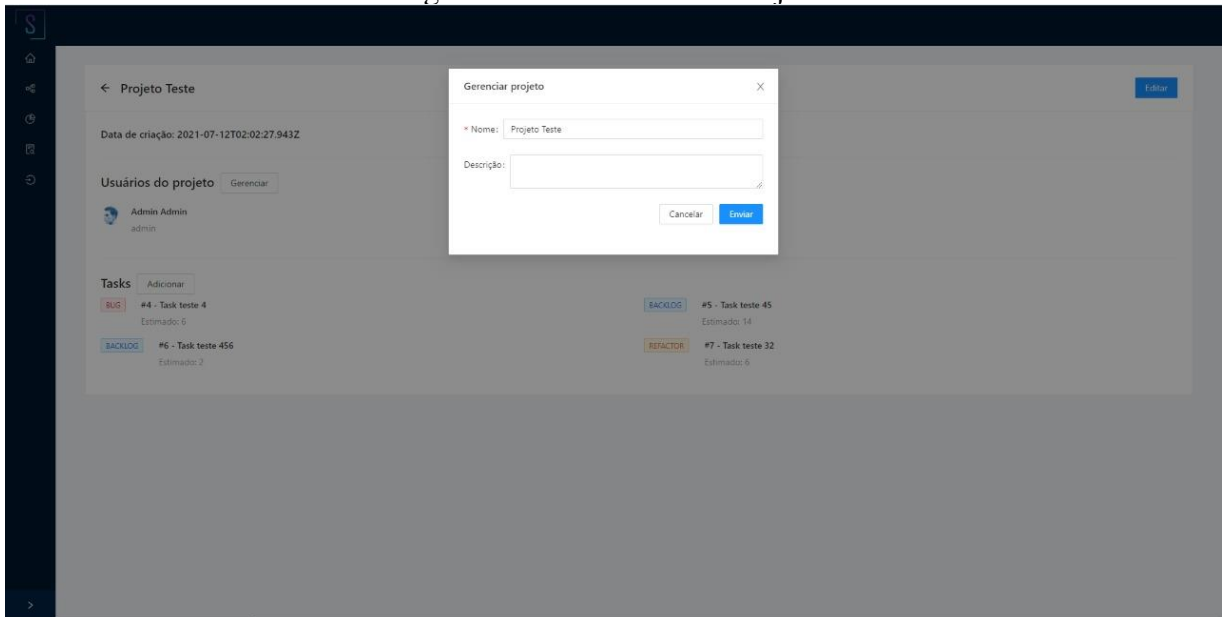 S
← Projeto Teste
Editar
Data de criação: 2021-07-12T02:02:27.943Z
Usuários do projeto Gerenciar
Admin Admin
admin
Tasks Adicionar
BUG #4 - Task teste 4
Estimado: 6
BACKLOG #5 - Task teste 45
Estimado: 14
BACKLOG #6 - Task teste 456
Estimado: 2
REFACTOR #7 - Task teste 32
Estimado: 6
Gerenciar projeto
* Nome: Projeto Teste
Descrição:
Cancelar Enviar